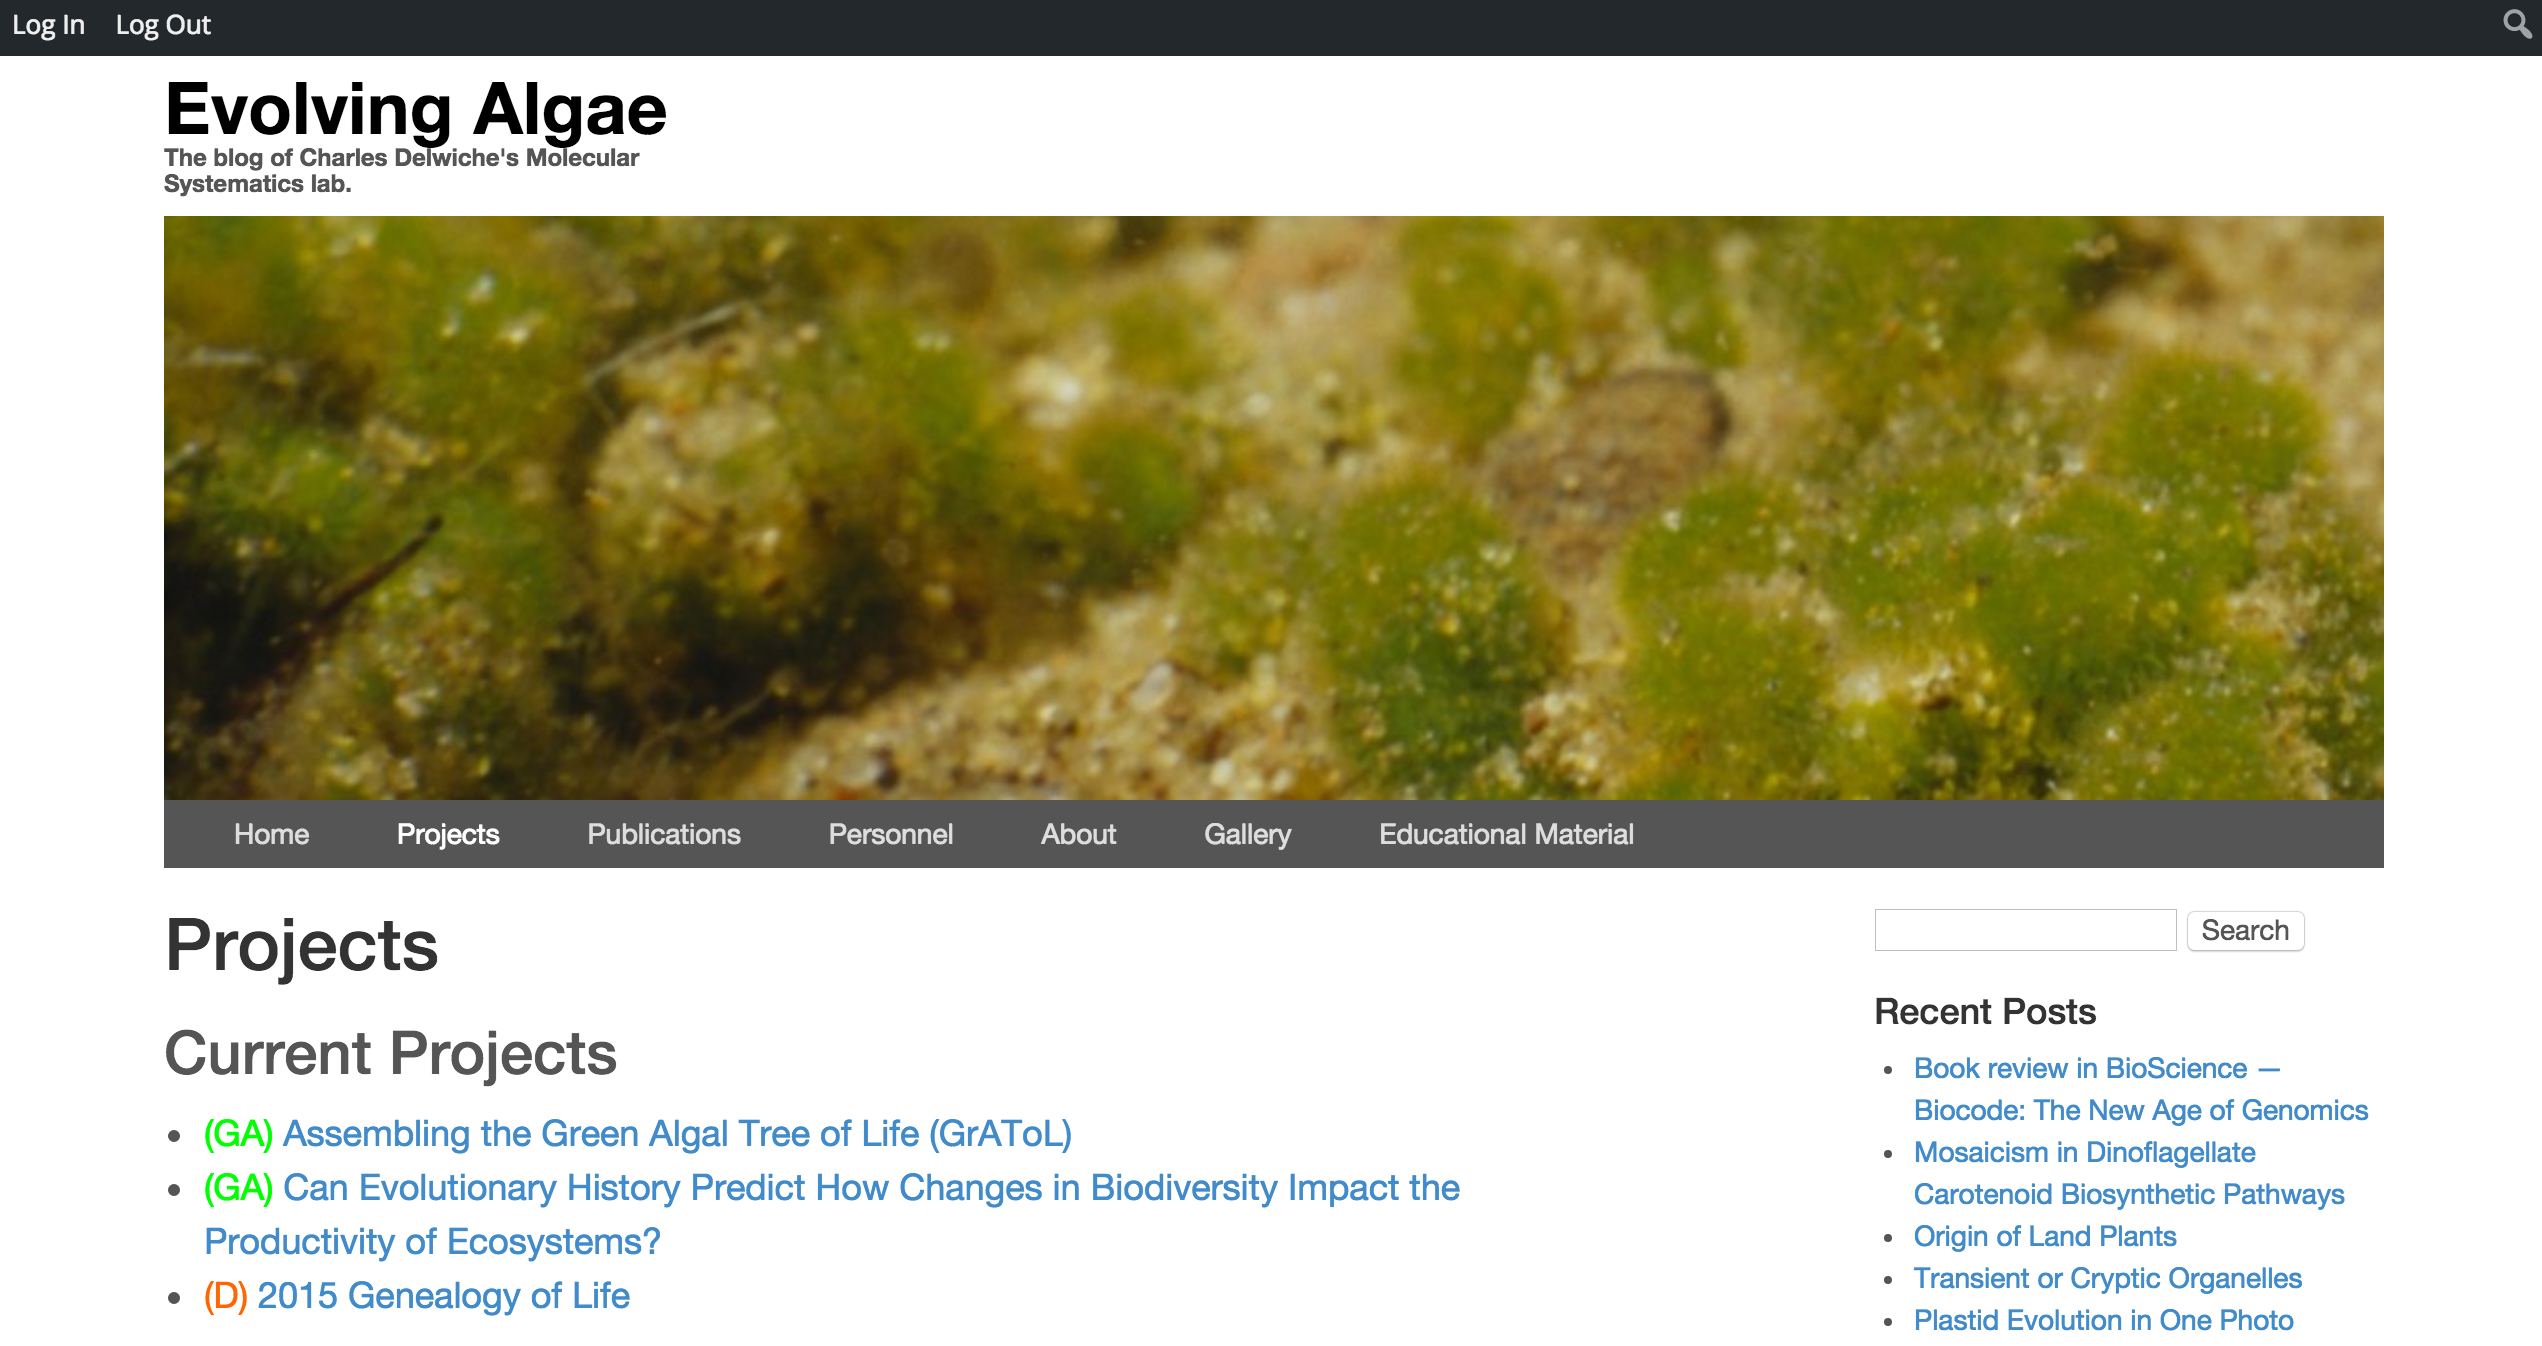 Log In Log Out
Evolving Algae
The blog of Charles Delwiche's Molecular
Systematics lab.
Home Projects Publications Personnel About Gallery Educational Material
Projects
Current Projects
(GA) Assembling the Green Algal Tree of Life (GrAToL)
(GA) Can Evolutionary History Predict How Changes in Biodiversity Impact the
Productivity of Ecosystems?
(D) 2015 Genealogy of Life
Search
Recent Posts
Book review in BioScience —
Biocode: The New Age of Genomics
Mosaicism in Dinoflagellate
Carotenoid Biosynthetic Pathways
Origin of Land Plants
Transient or Cryptic Organelles
Plastid Evolution in One Photo